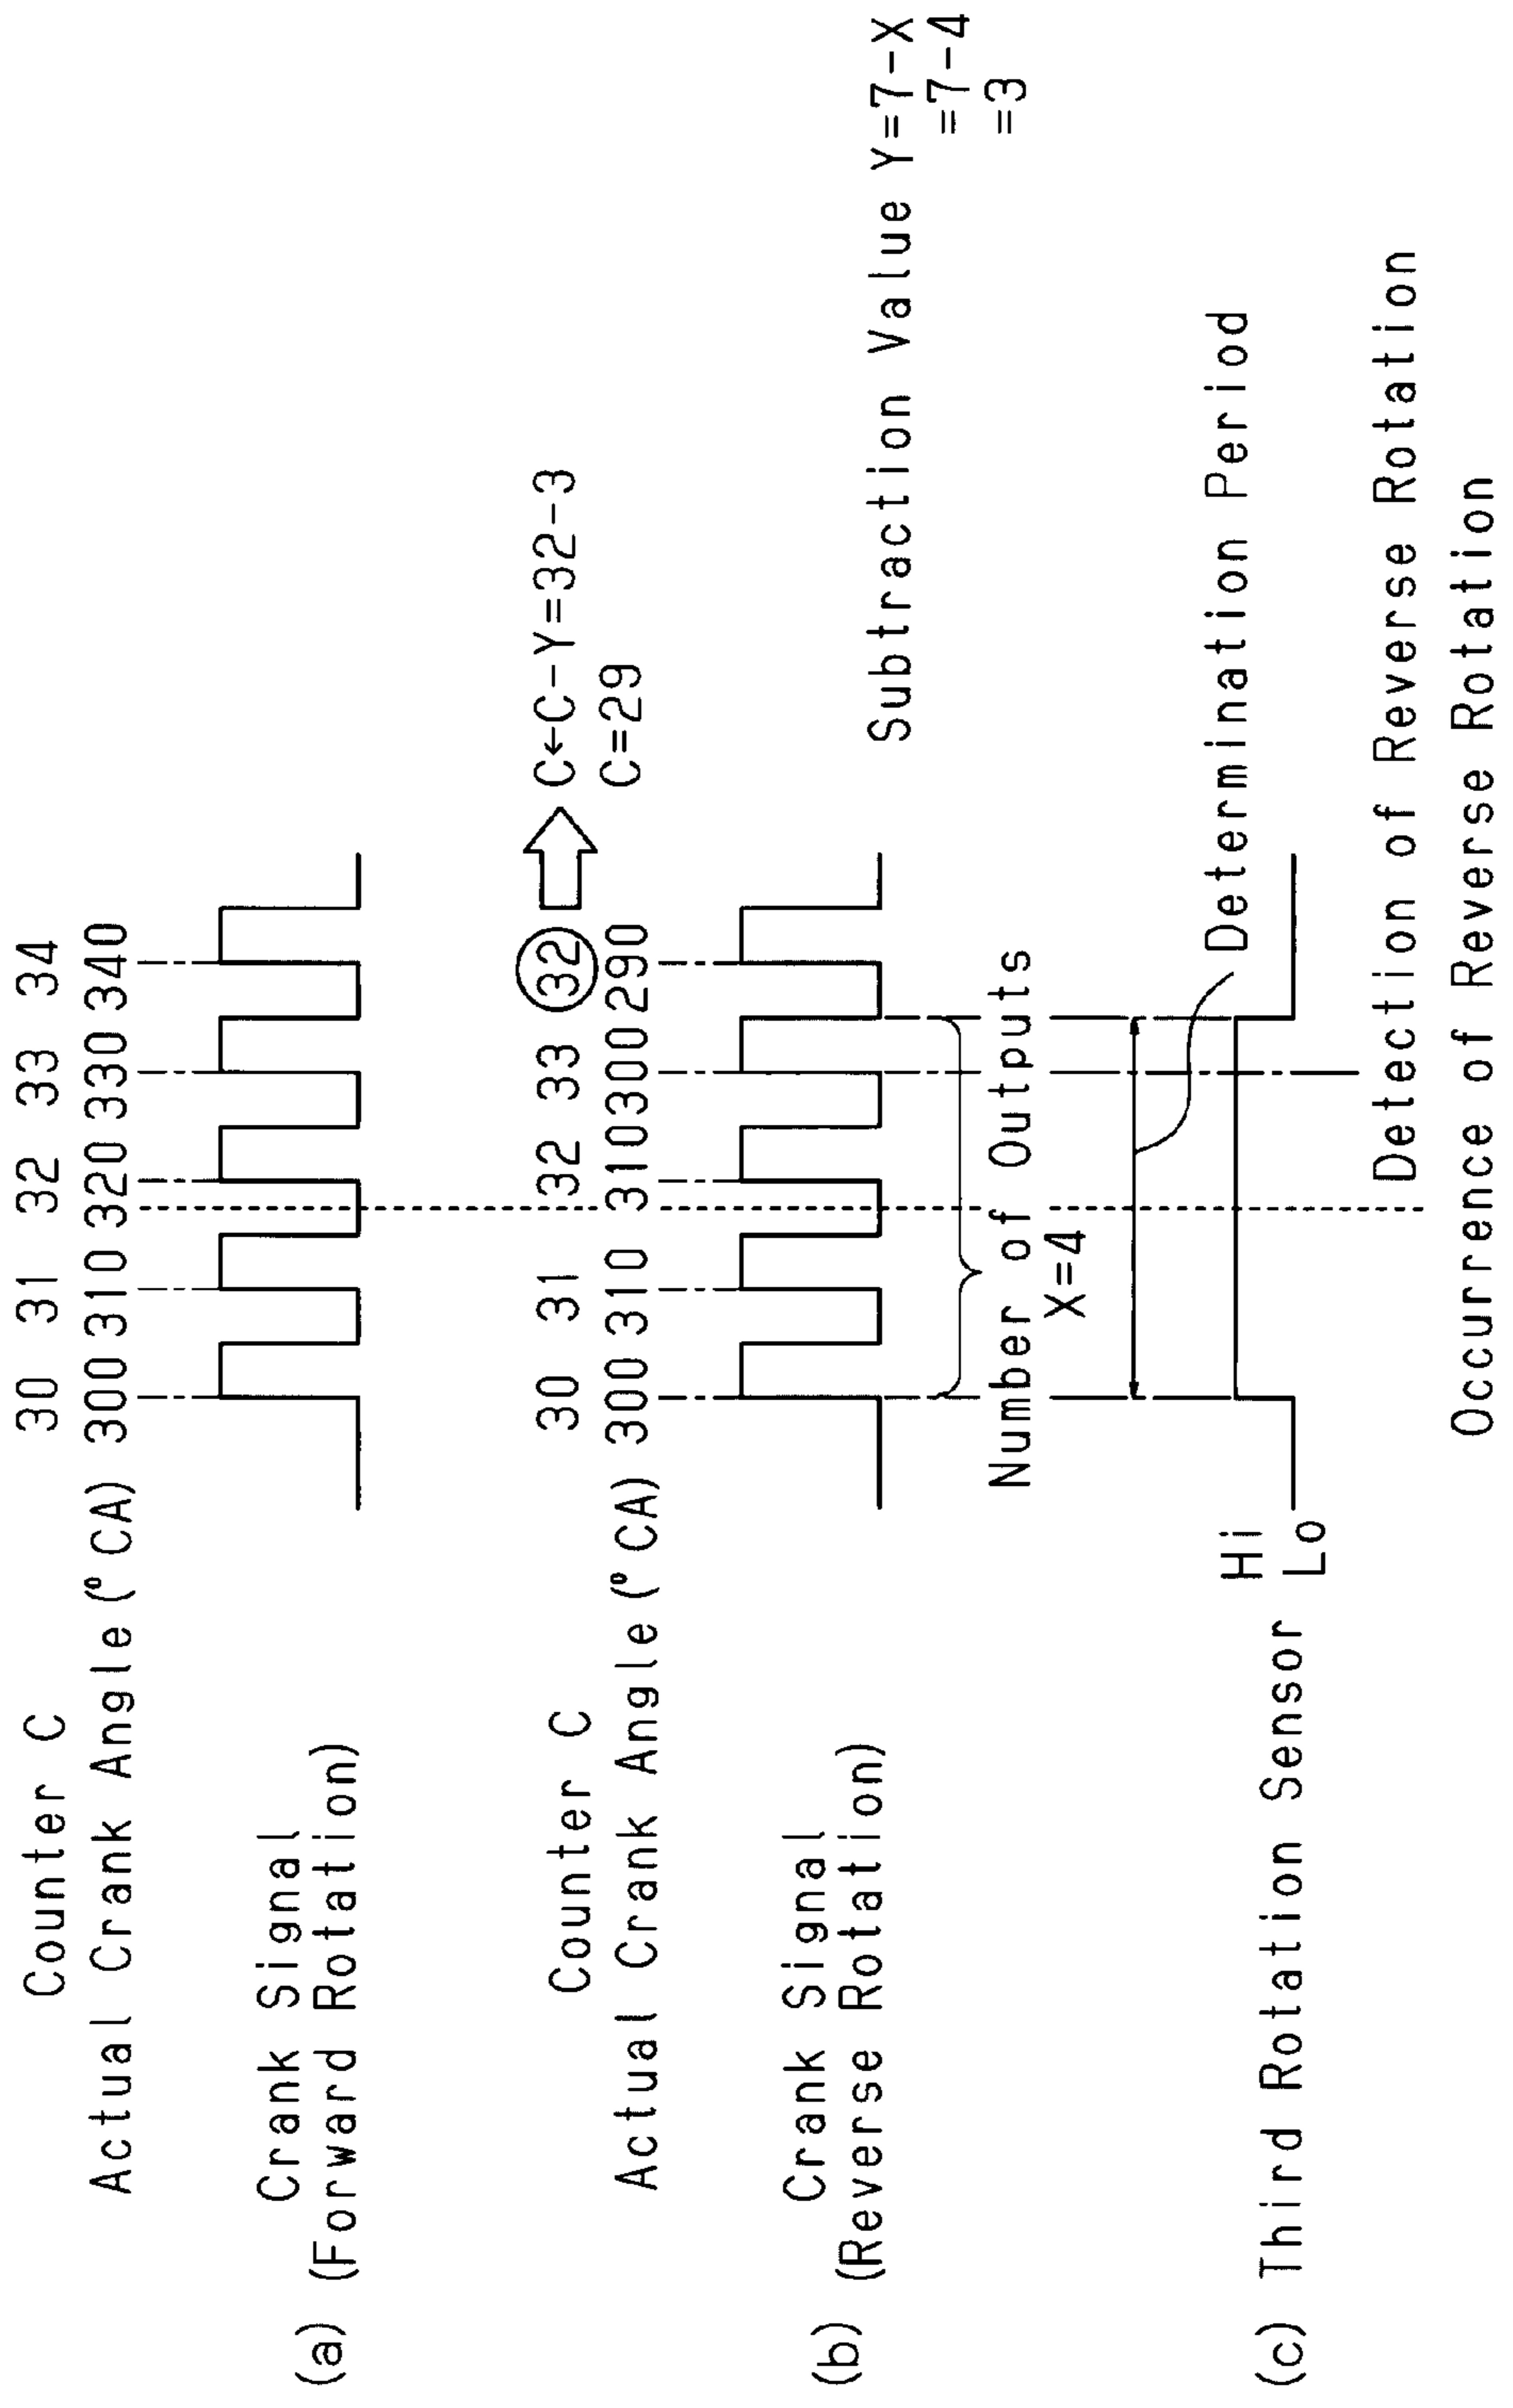 Counter C 30 31 32 33 34
Actual Crank Angle (°CA) 300 310 320 330 340
Crank Signal
(a) (Forward Rotation)
Counter C 30 31 32 33 32 C←C-Y=32-3
Actual Crank Angle (°CA) 300 310 310 300 290 C=29
Crank Signal
(b) (Reverse Rotation)
Subtraction Value Y=7-X
=7-4
=3
Number of Outputs
X=4
Determination Period
Hi
(c) Third Rotation Sensor
Lo
Detection of Reverse Rotation
Occurrence of Reverse Rotation